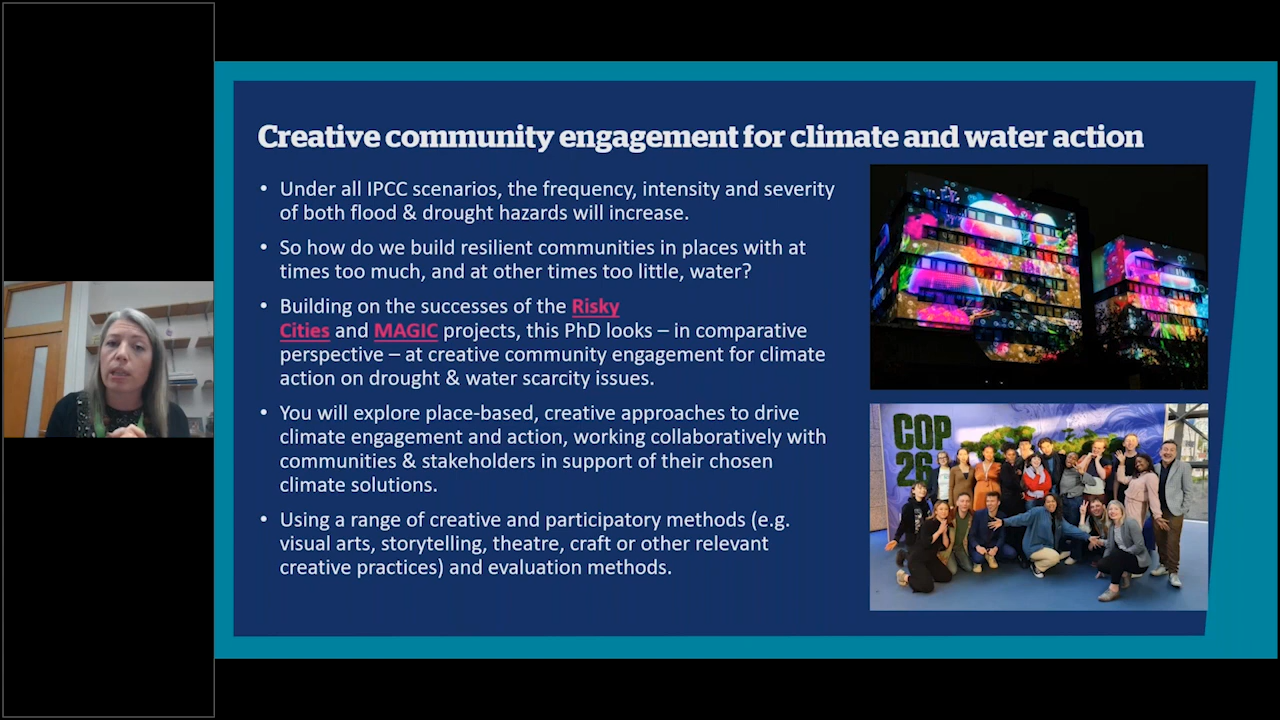 Creative community engagement for climate and water action
• Under all IPCC scenarios, the frequency, intensity and severity
of both flood & drought hazards will increase.
• So how do we build resilient communities in places with at
times too much, and at other times too little, water?
• Building on the successes of the Risky
Cities and MAGIC projects, this PhD looks – in comparative
perspective – at creative community engagement for climate
action on drought & water scarcity issues.
• You will explore place-based, creative approaches to drive
climate engagement and action, working collaboratively with
communities & stakeholders in support of their chosen
climate solutions.
• Using a range of creative and participatory methods (e.g.
visual arts, storytelling, theatre, craft or other relevant
creative practices) and evaluation methods.
COP
26